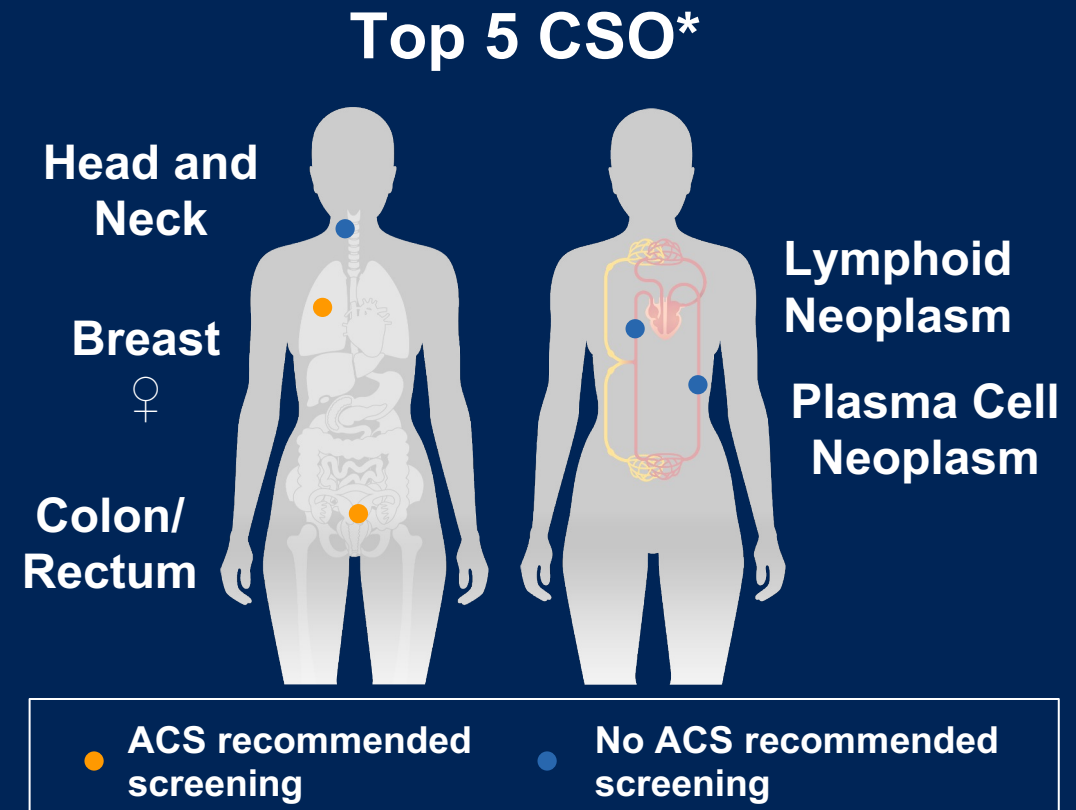 Top 5 CSO*
Head and
Neck
Breast
♀
Colon/
Rectum
Lymphoid
Neoplasm
Plasma Cell
Neoplasm
ACS recommended
screening
No ACS recommended
screening